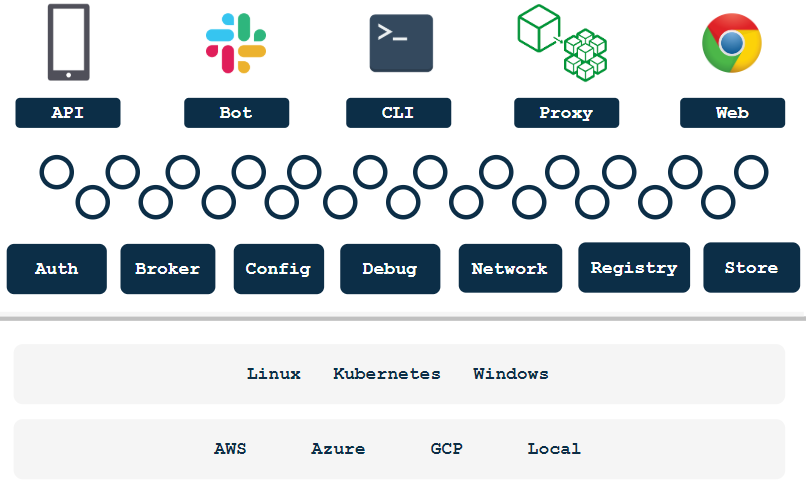 >_
API Bot CLI Proxy Web
Auth Broker Config Debug Network Registry Store
Linux Kubernetes Windows
AWS Azure GCP Local